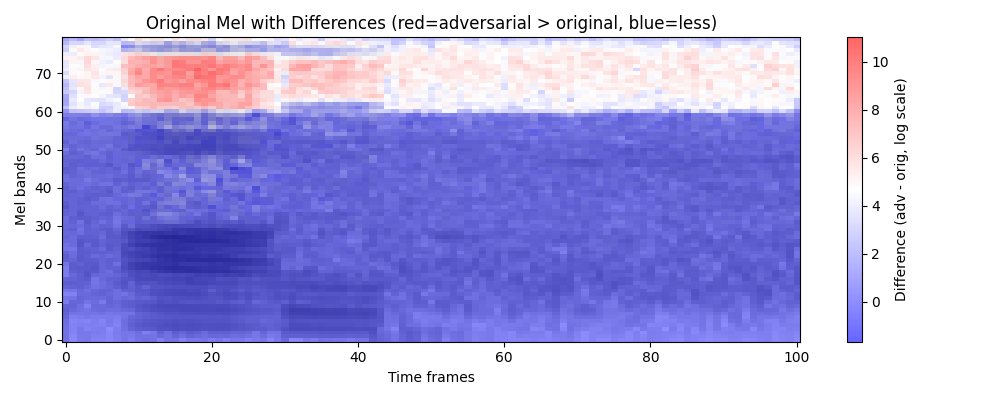 Original Mel with Differences (red=adversarial > original, blue=less)
70
60
50
40
30
20
10
0
Mel bands
0 20 40 60 80 100
Time frames
10
8
6
4
2
0
Difference (adv - orig, log scale)